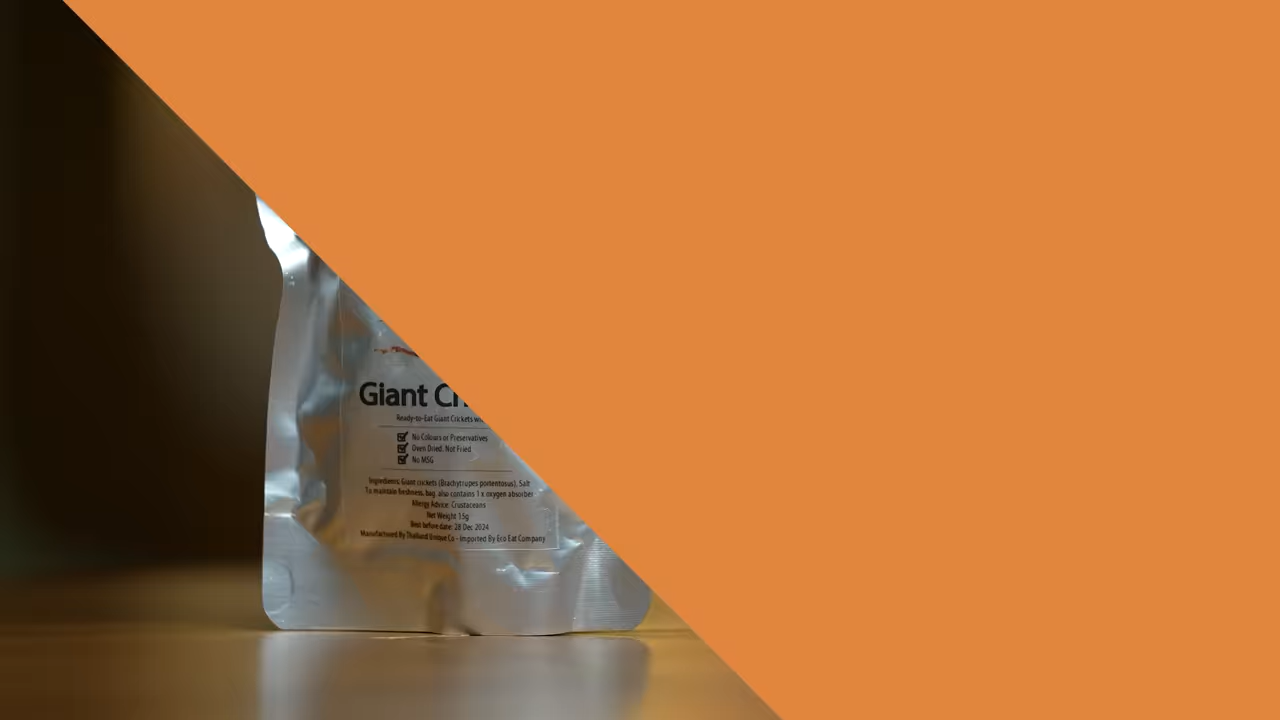 Giant
Ready-to-Eat Giant Crickets
No Colours or Preservatives
Oven Dried, Not Fried
No MSG
Ingredients: Giant crickets (Brachytrupes portentosus), Salt
To maintain freshness, bag also contains 1 x oxygen absorber
Allergy Advice: Crustaceans
Net Weight 15g
Best before date: 28 Dec 2024
Manufactured By Thailand Unique Co - Imported By Eco Eat Company